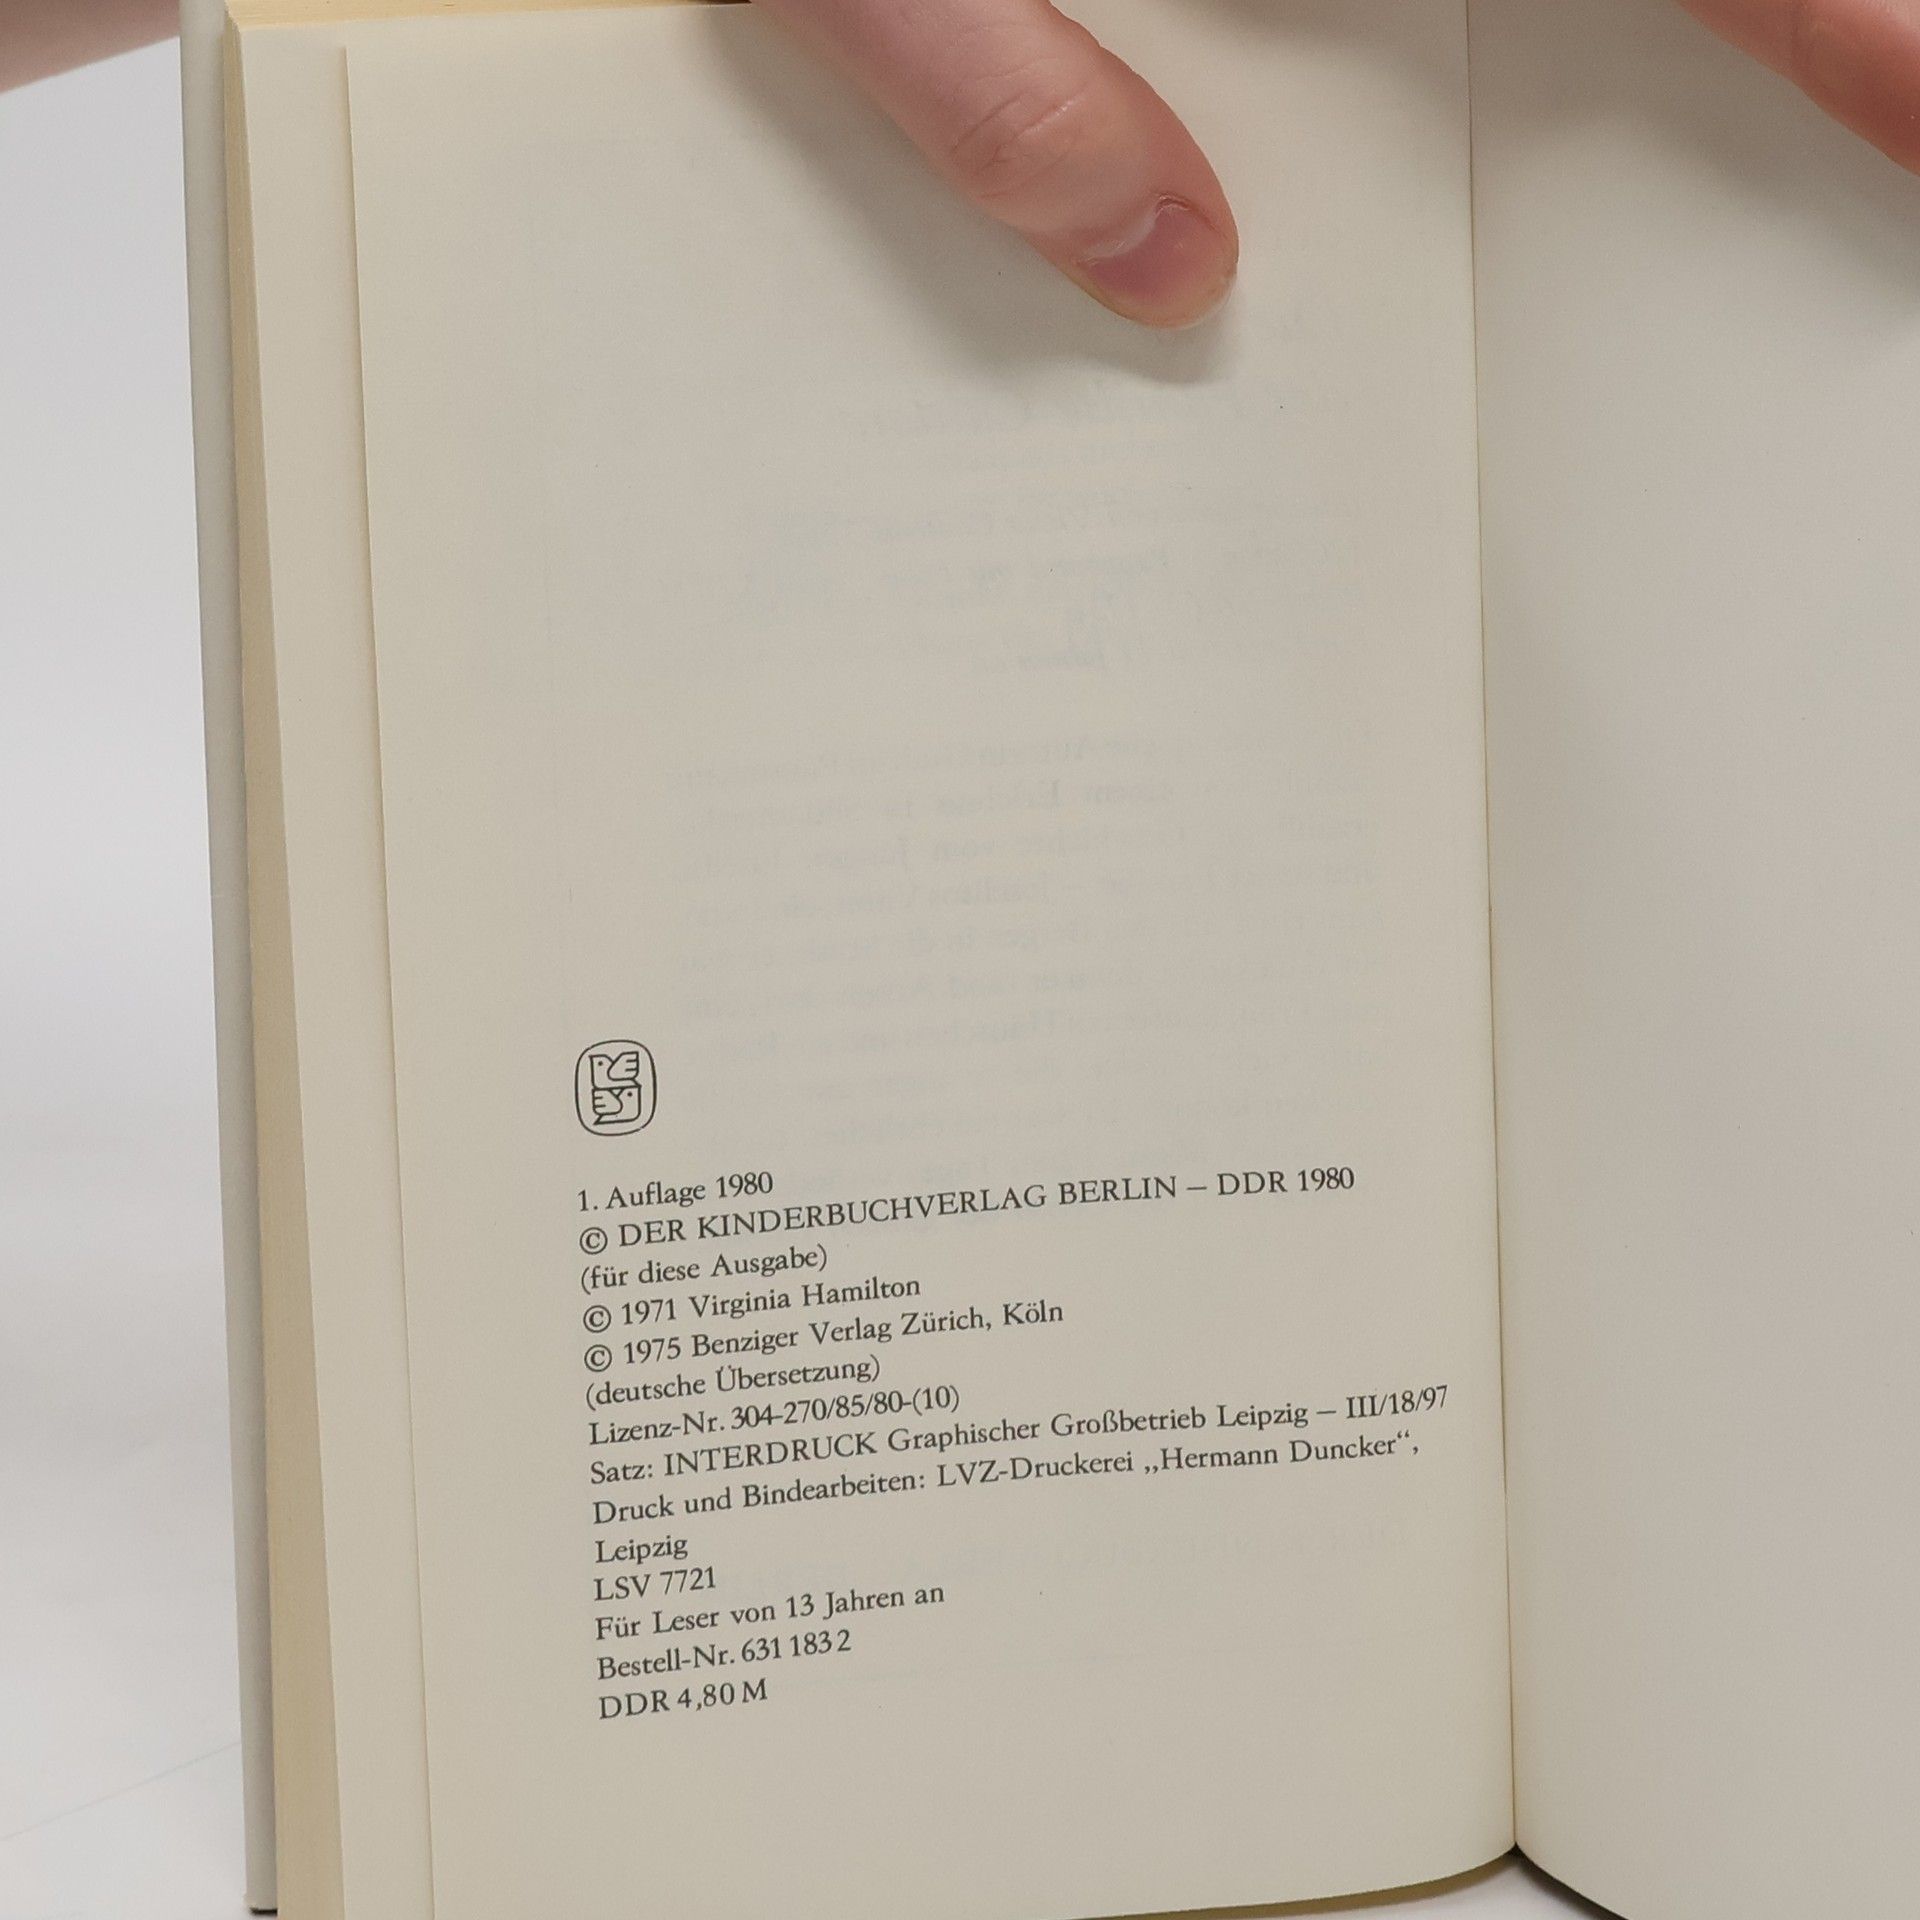 1. Auflage 1980
© DER KINDERBUCHVERLAG BERLIN – DDR 1980
(für diese Ausgabe)
© 1971 Virginia Hamilton
© 1975 Benziger Verlag Zürich, Köln
(deutsche Übersetzung)
Lizenz-Nr. 304-270/85/80-(10)
Satz: INTERDRUCK Graphischer Großbetrieb Leipzig – III/18/97
Druck und Bindearbeiten: LVZ-Druckerei „Hermann Duncker“,
Leipzig
LSV 7721
Für Leser von 13 Jahren an
Bestell-Nr. 631 183 2
DDR 4,80 M